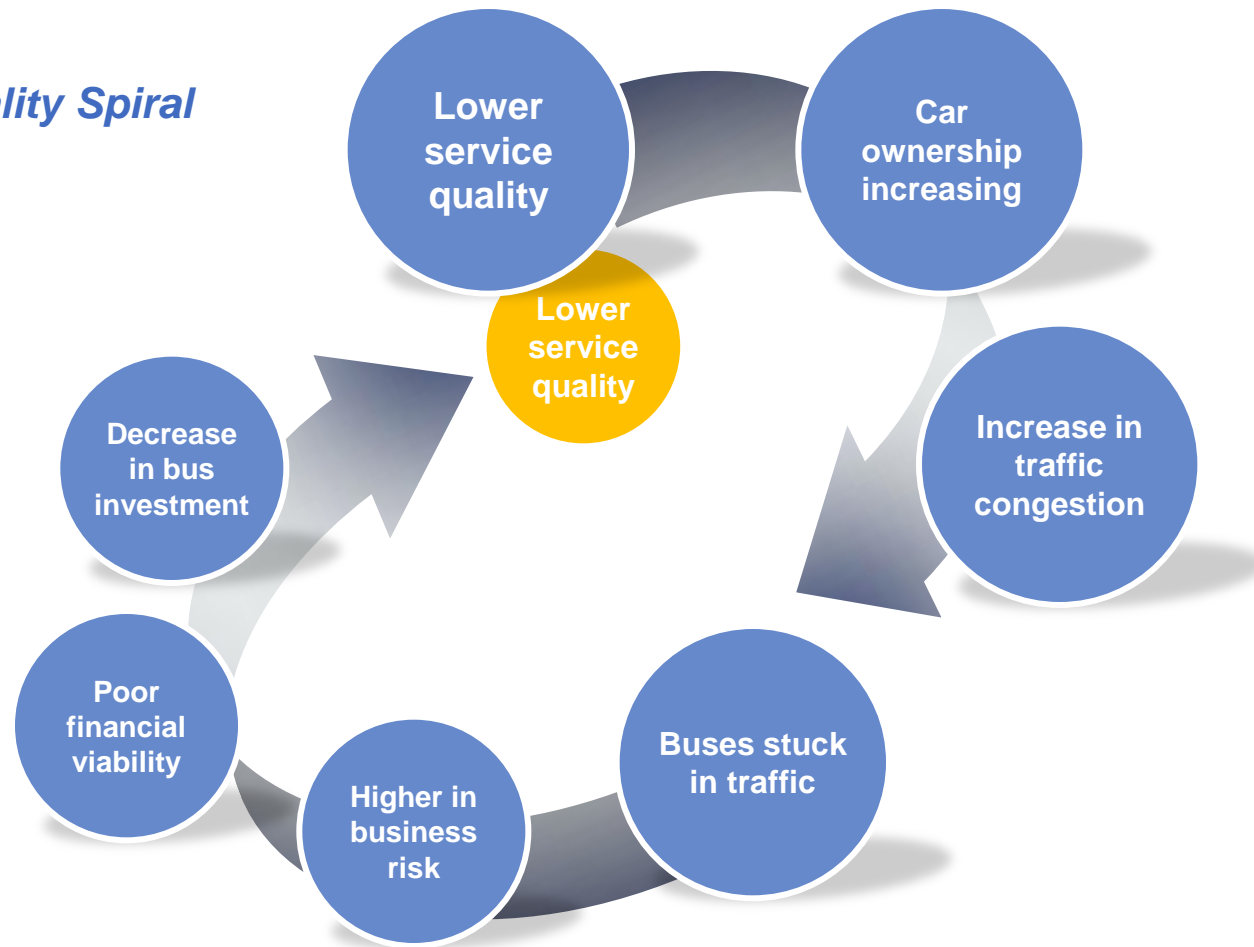 lity Spiral
Lower
service
quality
Car
ownership
increasing
Increase in
traffic
congestion
Buses stuck
in traffic
Higher in
business
risk
Poor
financial
viability
Decrease
in bus
investment
Lower
service
quality